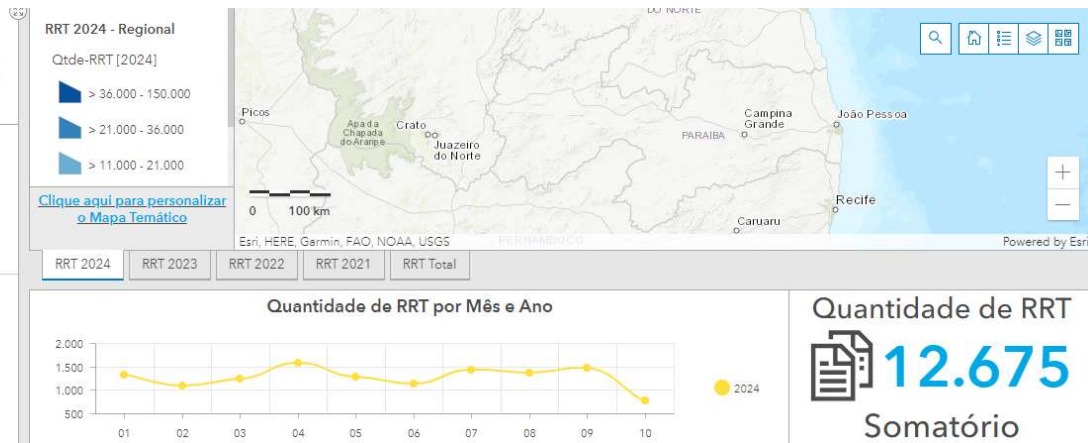 RRT 2024 - Regional
Qtde-RRT [2024]
> 36.000 - 150.000
> 21.000 - 36.000
> 11.000 - 21.000
Clique aqui para personalizar
o Mapa Temático
DO NORTE
Picos
Apa da
Chapada
do Araripe
Crato
Juazeiro
do Norte
PARAÍBA
Campina
Grande
João Pessoa
Recife
Caruaru
PERNAMBUCO
0 100 km
Esri, HERE, Garmin, FAO, NOAA, USGS
Powered by Esri
+
−
RRT 2024 RRT 2023 RRT 2022 RRT 2021 RRT Total
Quantidade de RRT por Mês e Ano
2.000
1.500
1.000
500
01 02 03 04 05 06 07 08 09 10
2024
Quantidade de RRT
12.675
Somatório